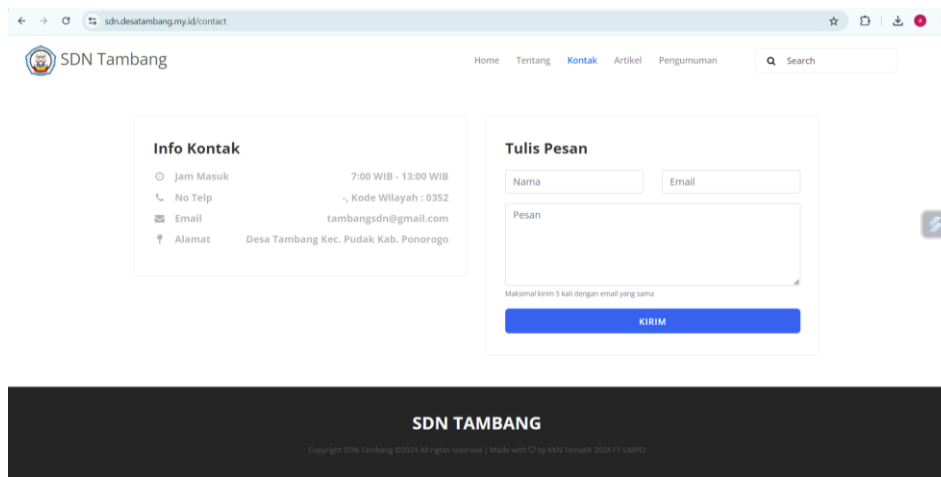 sdn.desatambang.my.id/contact
SDN Tambang
Home Tentang Kontak Artikel Pengumuman Search
Info Kontak
Jam Masuk 7:00 WIB - 13:00 WIB
No Telp -, Kode Wilayah : 0352
Email tambangsdn@gmail.com
Alamat Desa Tambang Kec. Pudak Kab. Ponorogo
Tulis Pesan
Nama Email
Pesan
Maksimal kirim 5 kali dengan email yang sama
KIRIM
SDN TAMBANG
Copyright SDN Tambang ©2024 All rights reserved | Made with ♡ by KKN Tematik 2024 FT UMPO